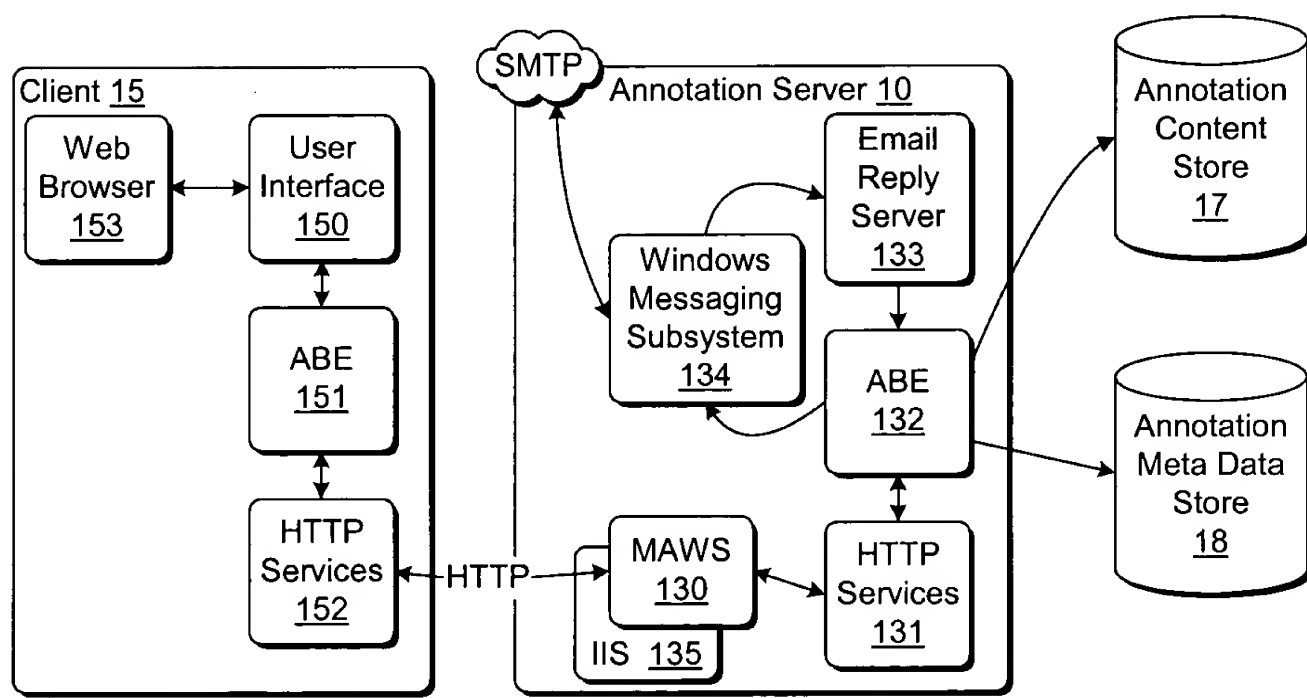 Client 15
Web
Browser
153
User
Interface
150
ABE
151
HTTP
Services
152
HTTP
SMTP
Annotation Server 10
Email
Reply
Server
133
Windows
Messaging
Subsystem
134
ABE
132
MAWS
130
IIS 135
HTTP
Services
131
Annotation
Content
Store
17
Annotation
Meta Data
Store
18